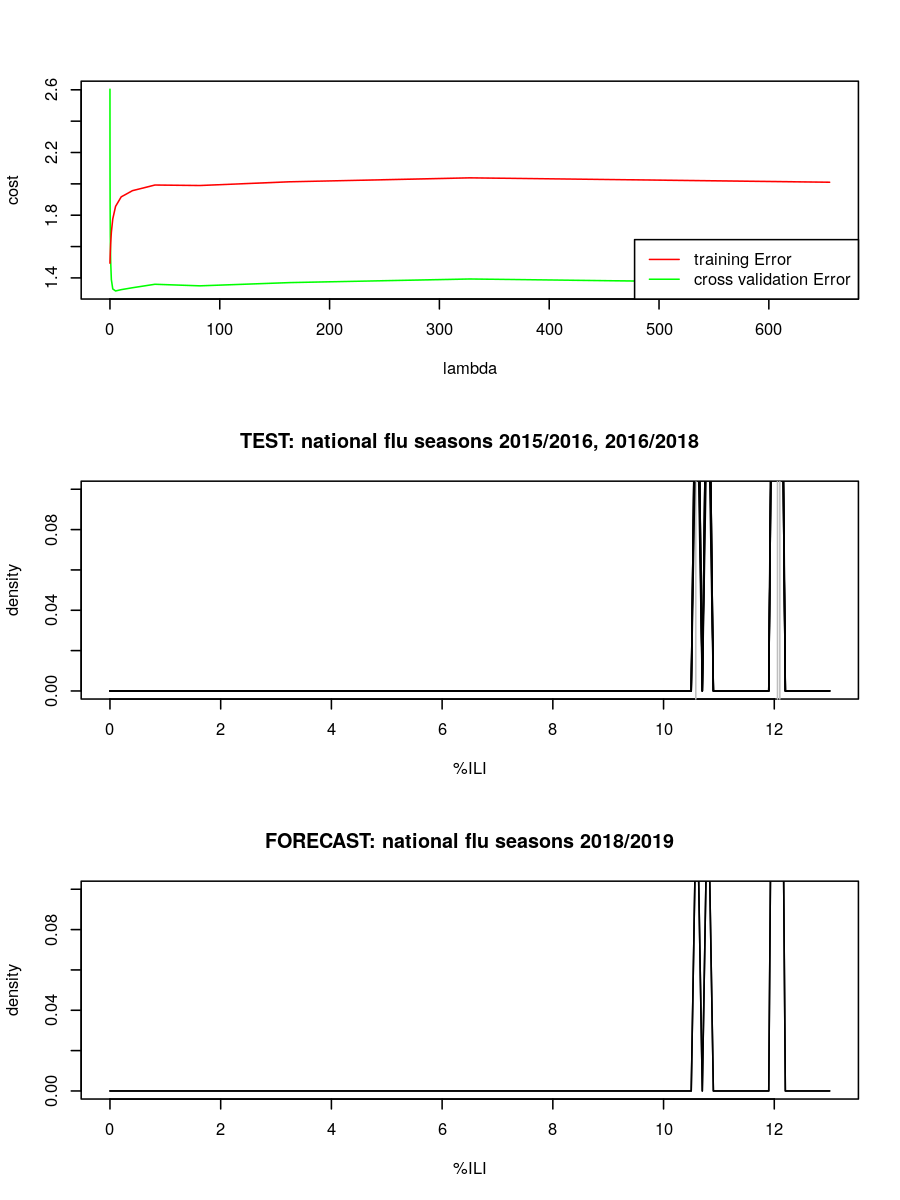 2.6
2.2
1.8
1.4
cost
training Error
cross validation Error
0 100 200 300 400 500 600
lambda
TEST: national flu seasons 2015/2016, 2016/2018
0.08
0.04
0.00
density
0 2 4 6 8 10 12
%ILI
FORECAST: national flu seasons 2018/2019
0.08
0.04
0.00
density
0 2 4 6 8 10 12
%ILI